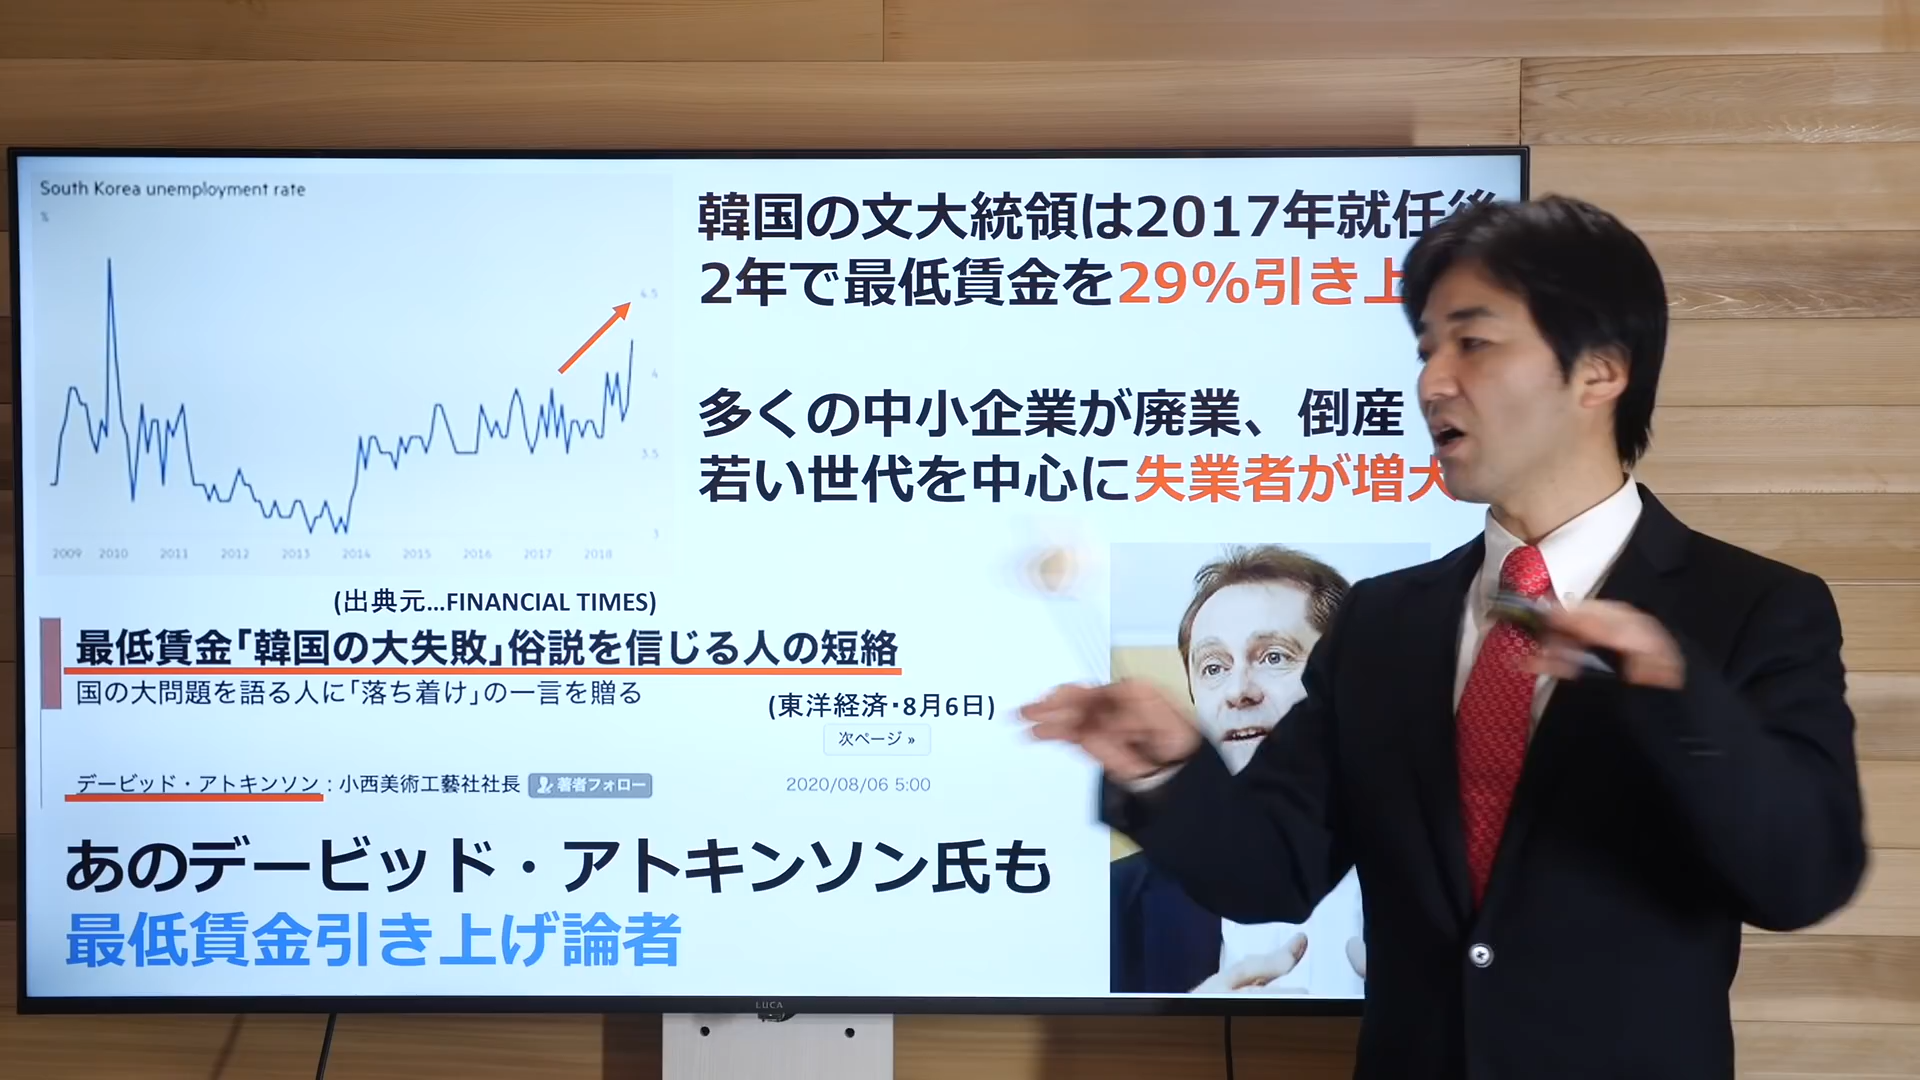 South Korea unemployment rate
%
4.5
4
3.5
3
2009 2010 2011 2012 2013 2014 2015 2016 2017 2018
(出典元...FINANCIAL TIMES)
韓国の文大統領は2017年就任後
2年で最低賃金を29%引き上
多くの中小企業が廃業、倒産
若い世代を中心に失業者が増大
最低賃金「韓国の大失敗」俗説を信じる人の短絡
国の大問題を語る人に「落ち着け」の一言を贈る
(東洋経済・8月6日)
次ページ »
デービッド・アトキンソン : 小西美術工藝社社長 著者フォロー
2020/08/06 5:00
あのデービッド・アトキンソン氏も
最低賃金引き上げ論者
LUCA